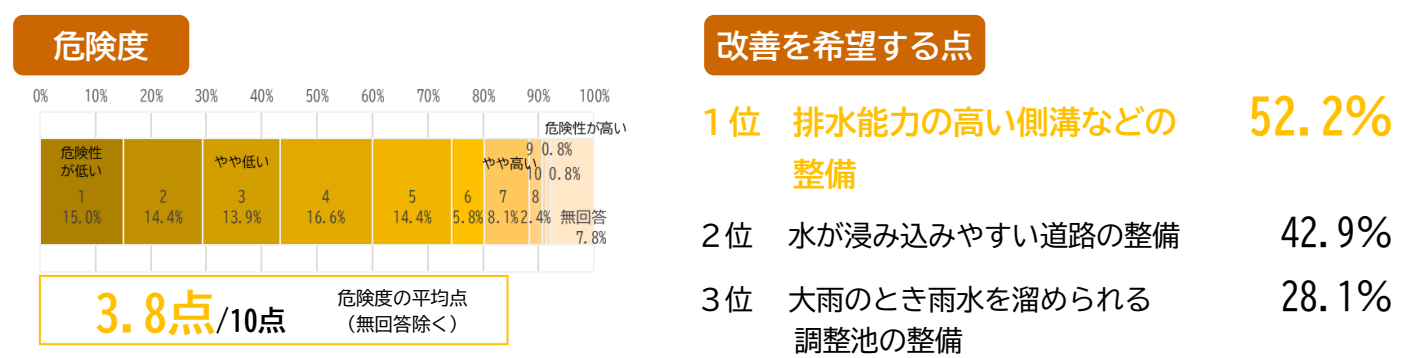 危険度
0% 10% 20% 30% 40% 50% 60% 70% 80% 90% 100%
危険性が高い
危険性
が低い
やや低い
やや高い
9 0.8%
10 0.8%
1 2 3 4 5 6 7 8
15.0% 14.4% 13.9% 16.6% 14.4% 5.8% 8.1% 2.4% 無回答
7.8%
3.8点/10点
危険度の平均点
（無回答除く）
改善を希望する点
1位 排水能力の高い側溝などの 52.2%
整備
2位 水が浸み込みやすい道路の整備 42.9%
3位 大雨のとき雨水を溜められる 28.1%
調整池の整備